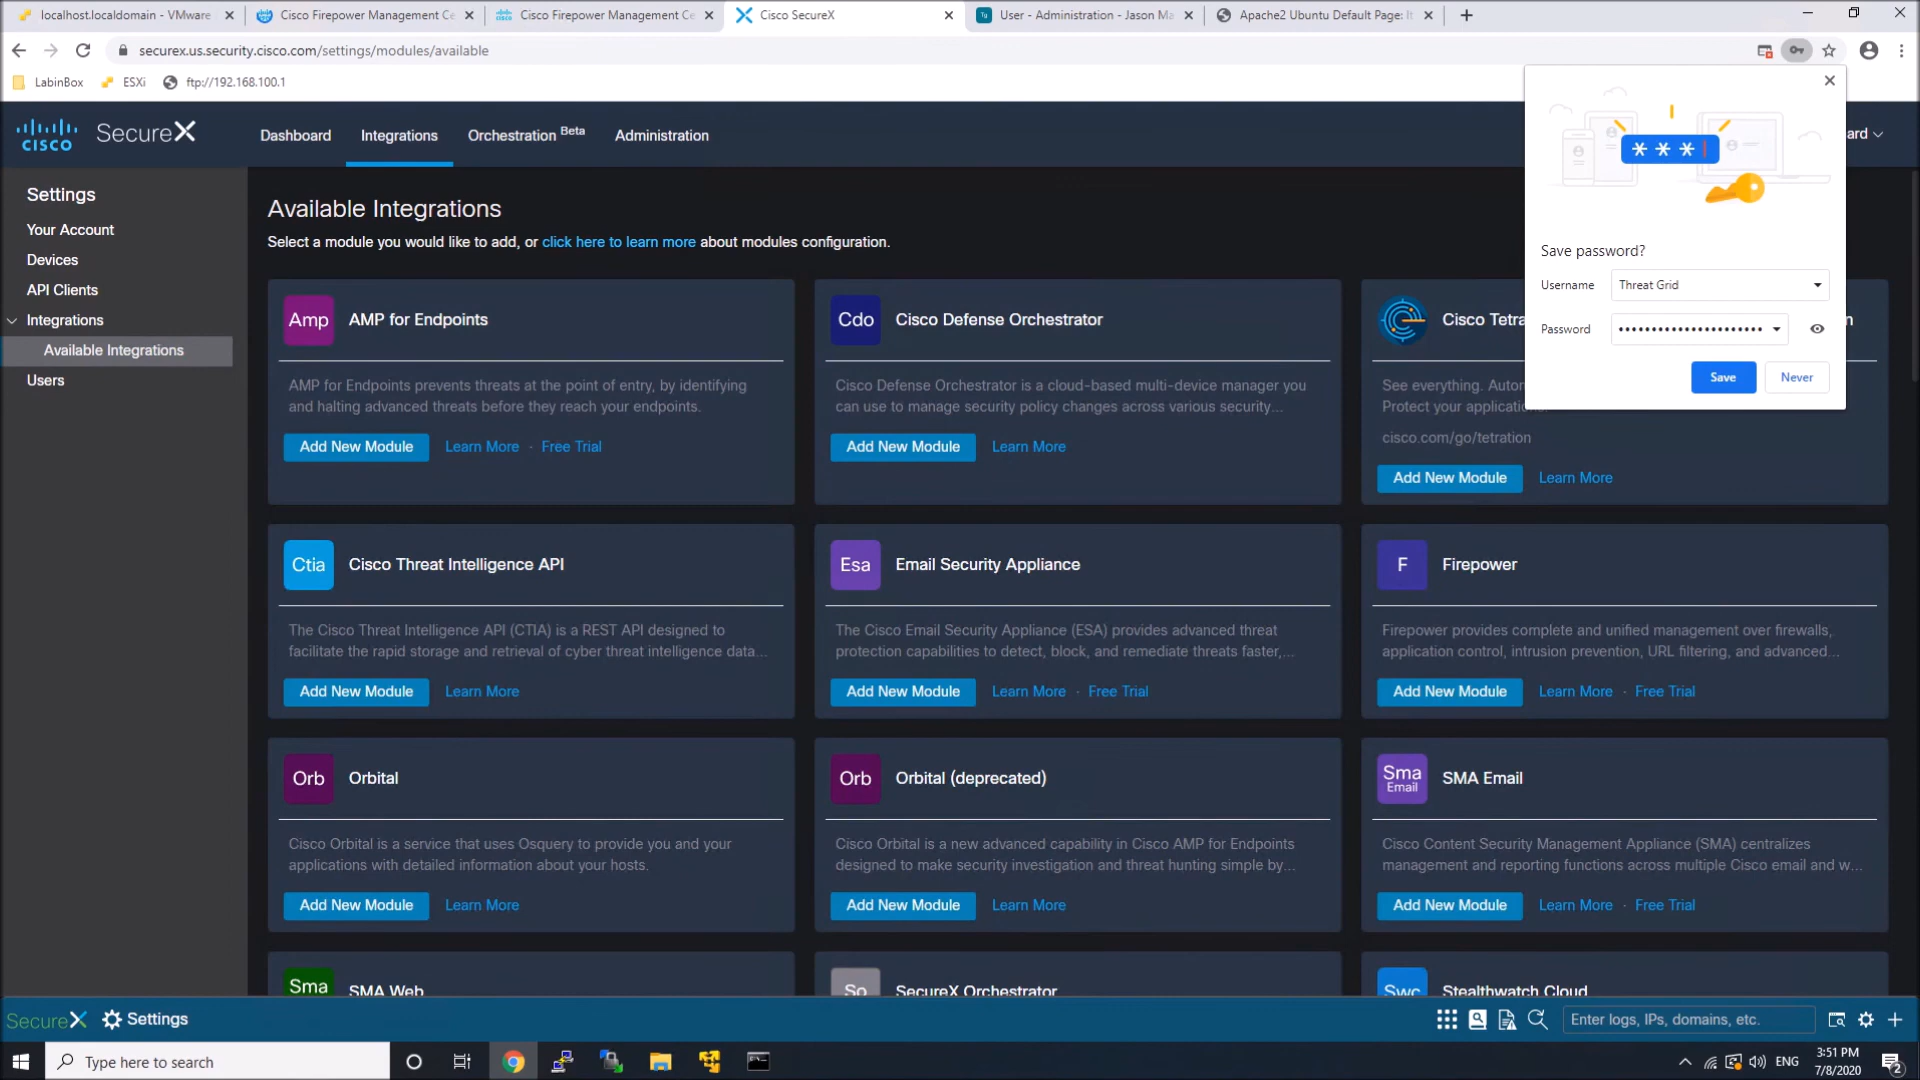 localhost.localdomain - VMware
Cisco Firepower Management Ce
Cisco Firepower Management Ce
Cisco SecureX
User - Administration - Jason Ma
Apache2 Ubuntu Default Page: It
securex.us.security.cisco.com/settings/modules/available
LabinBox
ESXi
ftp://192.168.100.1
CISCO
SecureX
Dashboard
Integrations
Orchestration Beta
Administration
ard
Save password?
Username
Threat Grid
Password
Save
Never
Settings
Your Account
Devices
API Clients
Integrations
Available Integrations
Users
Available Integrations
Select a module you would like to add, or click here to learn more about modules configuration.
Amp
AMP for Endpoints
AMP for Endpoints prevents threats at the point of entry, by identifying
and halting advanced threats before they reach your endpoints.
Add New Module
Learn More · Free Trial
Cdo
Cisco Defense Orchestrator
Cisco Defense Orchestrator is a cloud-based multi-device manager you
can use to manage security policy changes across various security...
Add New Module
Learn More
Cisco Tetra
n
See everything. Auton
Protect your applications.
cisco.com/go/tetration
Add New Module
Learn More
Ctia
Cisco Threat Intelligence API
The Cisco Threat Intelligence API (CTIA) is a REST API designed to
facilitate the rapid storage and retrieval of cyber threat intelligence data...
Add New Module
Learn More
Esa
Email Security Appliance
The Cisco Email Security Appliance (ESA) provides advanced threat
protection capabilities to detect, block, and remediate threats faster,...
Add New Module
Learn More · Free Trial
F
Firepower
Firepower provides complete and unified management over firewalls,
application control, intrusion prevention, URL filtering, and advanced...
Add New Module
Learn More · Free Trial
Orb
Orbital
Cisco Orbital is a service that uses Osquery to provide you and your
applications with detailed information about your hosts.
Add New Module
Learn More
Orb
Orbital (deprecated)
Cisco Orbital is a new advanced capability in Cisco AMP for Endpoints
designed to make security investigation and threat hunting simple by...
Add New Module
Learn More
Sma
Email
SMA Email
Cisco Content Security Management Appliance (SMA) centralizes
management and reporting functions across multiple Cisco email and w...
Add New Module
Learn More · Free Trial
Sma
SMA Web
So
SecureX Orchestrator
Swc
Stealthwatch Cloud
SecureX
Settings
Enter logs, IPs, domains, etc.
Type here to search
ENG
3:51 PM
7/8/2020
2